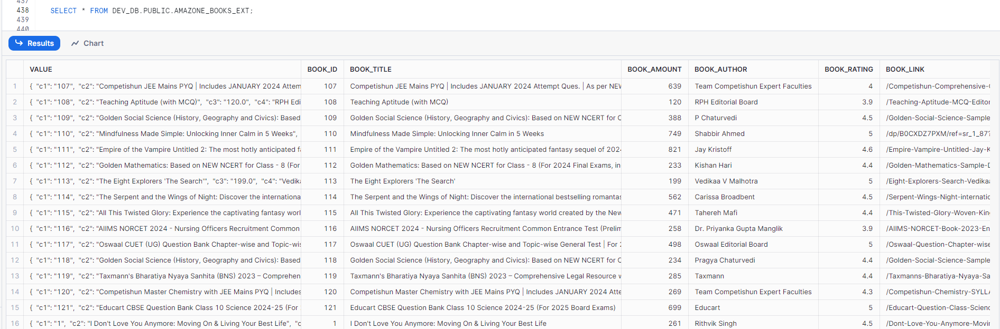 437
438 SELECT * FROM DEV_DB.PUBLIC.AMAZONE_BOOKS_EXT;
439
440
Results Chart
VALUE BOOK_ID BOOK_TITLE BOOK_AMOUNT BOOK_AUTHOR BOOK_RATING BOOK_LINK
1 { "c1": "107", "c2": "Competishun JEE Mains PYQ | Includes JANUARY 2024 Attem 107 Competishun JEE Mains PYQ | Includes JANUARY 2024 Attempt Ques. | As per NEW 639 Team Competishun Expert Faculties 4 /Competishun-Comprehensive-
2 { "c1": "108", "c2": "Teaching Aptitude (with MCQ)", "c3": "120.0", "c4": "RPH Edi 108 Teaching Aptitude (with MCQ) 120 RPH Editorial Board 3.9 /Teaching-Aptitude-MCQ-Editor
3 { "c1": "109", "c2": "Golden Social Science (History, Geography and Civics): Based 109 Golden Social Science (History, Geography and Civics): Based on NEW NCERT for C 388 P Chaturvedi 4.5 /Golden-Social-Science-Sample
4 { "c1": "110", "c2": "Mindfulness Made Simple: Unlocking Inner Calm in 5 Weeks", 110 Mindfulness Made Simple: Unlocking Inner Calm in 5 Weeks 749 Shabbir Ahmed 5 /dp/B0CXDZ7PXM/ref=sr_1_87?
5 { "c1": "111", "c2": "Empire of the Vampire Untitled 2: The most hotly anticipated f 111 Empire of the Vampire Untitled 2: The most hotly anticipated fantasy sequel of 202 821 Jay Kristoff 4.6 /Empire-Vampire-Untitled-Jay-K
6 { "c1": "112", "c2": "Golden Mathematics: Based on NEW NCERT for Class - 8 (For 112 Golden Mathematics: Based on NEW NCERT for Class - 8 (For 2024 Final Exams, in 233 Kishan Hari 4.4 /Golden-Mathematics-Sample-D
7 { "c1": "113", "c2": "The Eight Explorers 'The Search'", "c3": "199.0", "c4": "Vedika 113 The Eight Explorers 'The Search' 199 Vedikaa V Malhotra 5 /Eight-Explorers-Search-Vedikaa
8 { "c1": "114", "c2": "The Serpent and the Wings of Night: Discover the internationa 114 The Serpent and the Wings of Night: Discover the international bestselling romantas 562 Carissa Broadbent 4.5 /Serpent-Wings-Night-internatio
9 { "c1": "115", "c2": "All This Twisted Glory: Experience the captivating fantasy worl 115 All This Twisted Glory: Experience the captivating fantasy world created by the New 471 Tahereh Mafi 4.4 /This-Twisted-Glory-Woven-Kin
10 { "c1": "116", "c2": "AIIMS NORCET 2024 - Nursing Officers Recruitment Common 116 AIIMS NORCET 2024 - Nursing Officers Recruitment Common Entrance Test (Prelim 258 Dr. Priyanka Gupta Manglik 3.9 /AIIMS-NORCET-Book-2023-En
11 { "c1": "117", "c2": "Oswaal CUET (UG) Question Bank Chapter-wise and Topic-wis 117 Oswaal CUET (UG) Question Bank Chapter-wise and Topic-wise General Test | For 2 498 Oswaal Editorial Board 5 /Oswaal-Question-Chapter-wise
12 { "c1": "118", "c2": "Golden Social Science (History, Geography and Civics): Based 118 Golden Social Science (History, Geography and Civics): Based on NEW NCERT for C 234 Pragya Chaturvedi 4.4 /Golden-Social-Science-Sample
13 { "c1": "119", "c2": "Taxmann's Bharatiya Nyaya Sanhita (BNS) 2023 – Comprehen 119 Taxmann's Bharatiya Nyaya Sanhita (BNS) 2023 – Comprehensive Legal Resource w 285 Taxmann 4.4 /Taxmanns-Bharatiya-Nyaya-Sa
14 { "c1": "120", "c2": "Competishun Master Chemistry with JEE Mains PYQ | Includes 120 Competishun Master Chemistry with JEE Mains PYQ | Includes JANUARY 2024 Atte 269 Team Competishun Expert Faculties 4.3 /Competishun-Chemistry-SYLLA
15 { "c1": "121", "c2": "Educart CBSE Question Bank Class 10 Science 2024-25 (For 121 Educart CBSE Question Bank Class 10 Science 2024-25 (For 2025 Board Exams) 699 Educart 5 /Educart-Question-Class-Scienc
16 { "c1": "1", "c2": "I Don't Love You Anymore: Moving On & Living Your Best Life", "c 1 I Don't Love You Anymore: Moving On & Living Your Best Life 261 Rithvik Singh 4.5 /Dont-Love-You-Anymore-Movin